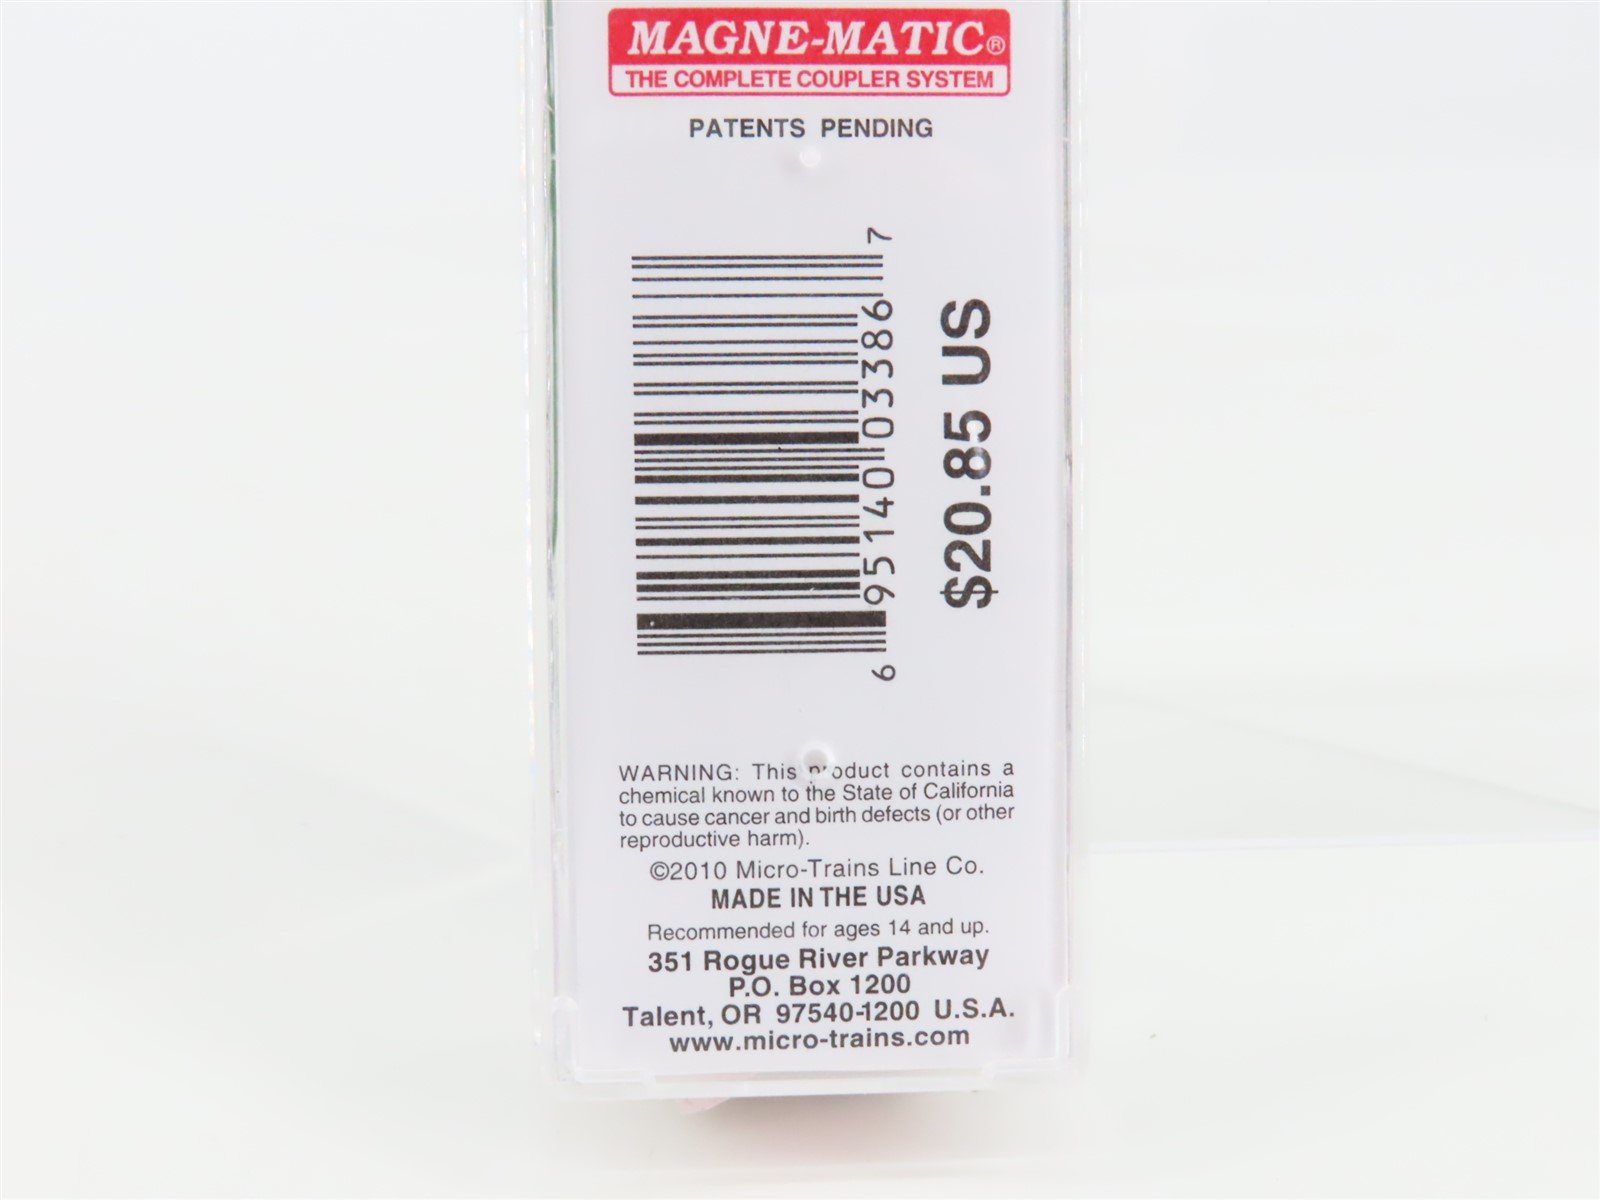 MAGNE-MATIC®
THE COMPLETE COUPLER SYSTEM
PATENTS PENDING
6 95140 03386 7
$20.85 US
WARNING: This product contains a
chemical known to the State of California
to cause cancer and birth defects (or other
reproductive harm).
©2010 Micro-Trains Line Co.
MADE IN THE USA
Recommended for ages 14 and up.
351 Rogue River Parkway
P.O. Box 1200
Talent, OR 97540-1200 U.S.A.
www.micro-trains.com